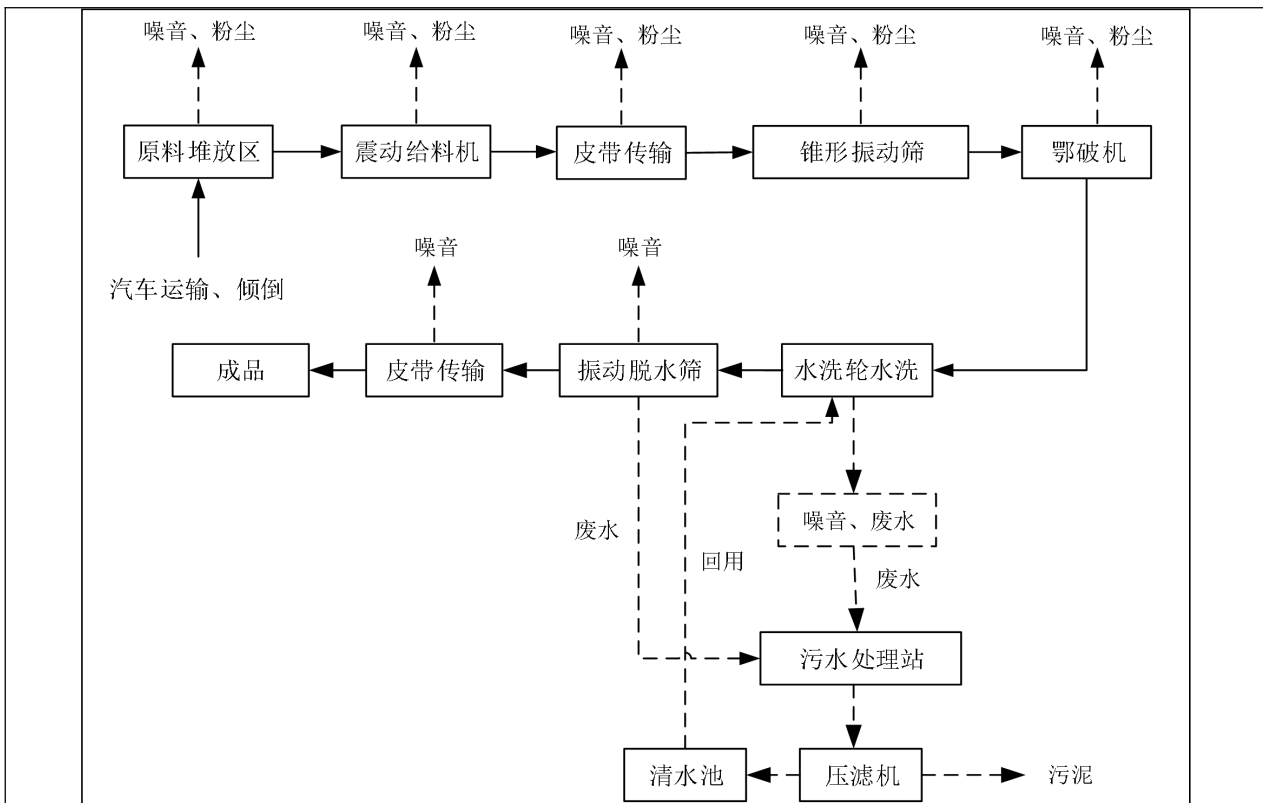 噪音、粉尘
噪音、粉尘
噪音、粉尘
噪音、粉尘
噪音、粉尘
原料堆放区
震动给料机
皮带传输
锥形振动筛
鄂破机
汽车运输、倾倒
噪音
噪音
成品
皮带传输
振动脱水筛
水洗轮水洗
废水
回用
噪音、废水
废水
污水处理站
清水池
压滤机
污泥